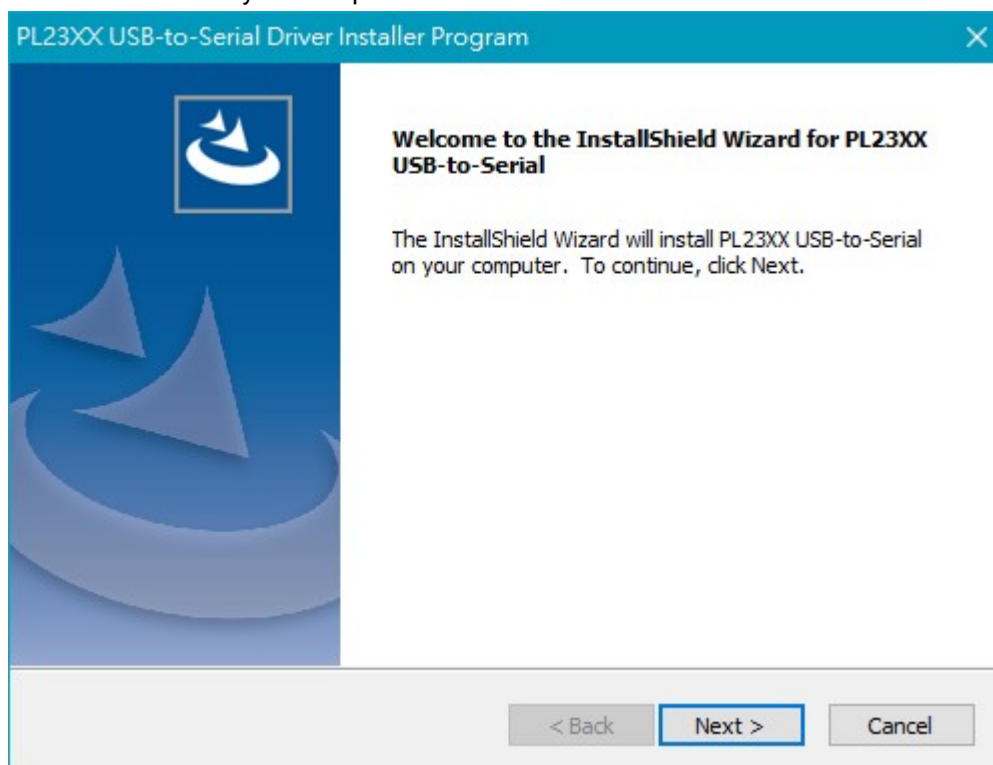 PL23XX USB-to-Serial Driver Installer Program
Welcome to the InstallShield Wizard for PL23XX
USB-to-Serial
The InstallShield Wizard will install PL23XX USB-to-Serial
on your computer. To continue, click Next.
< Back Next > Cancel